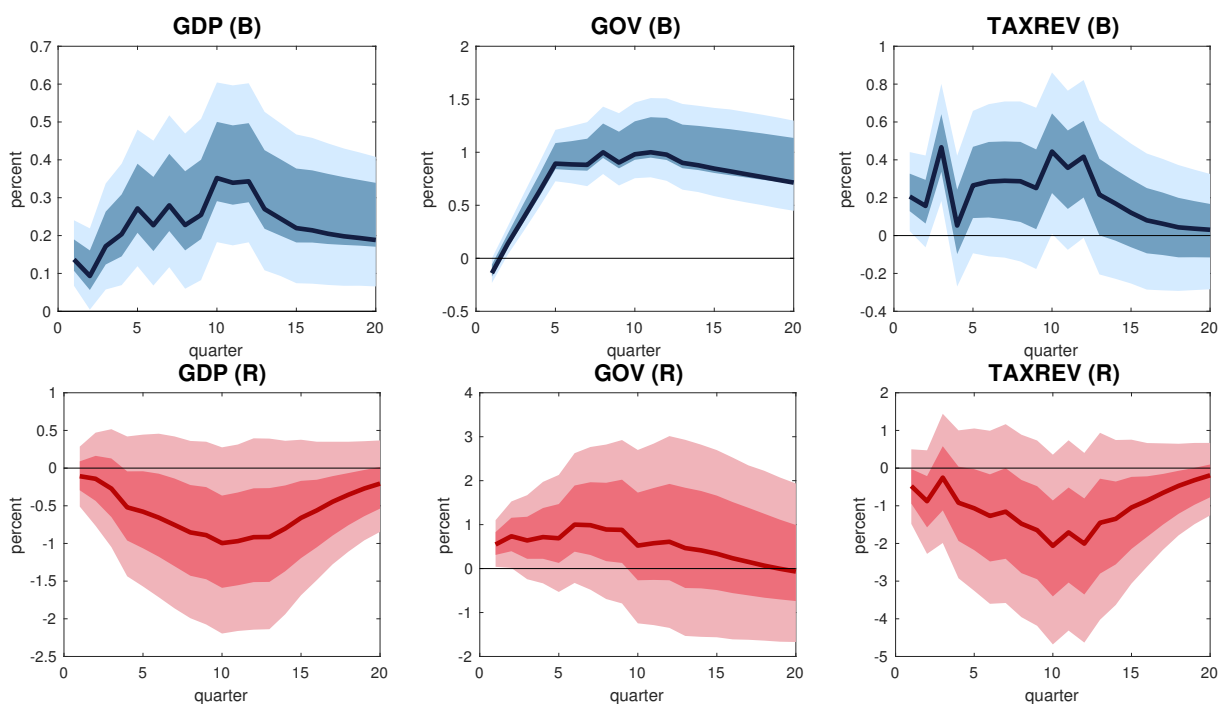 GDP (B)
percent
0.7
0.6
0.5
0.4
0.3
0.2
0.1
0
0 5 10 15 20
quarter
GOV (B)
percent
2
1.5
1
0.5
0
-0.5
0 5 10 15 20
quarter
TAXREV (B)
percent
1
0.8
0.6
0.4
0.2
0
-0.2
-0.4
0 5 10 15 20
quarter
GDP (R)
percent
1
0.5
0
-0.5
-1
-1.5
-2
-2.5
0 5 10 15 20
quarter
GOV (R)
percent
4
3
2
1
0
-1
-2
0 5 10 15 20
quarter
TAXREV (R)
percent
2
1
0
-1
-2
-3
-4
-5
0 5 10 15 20
quarter